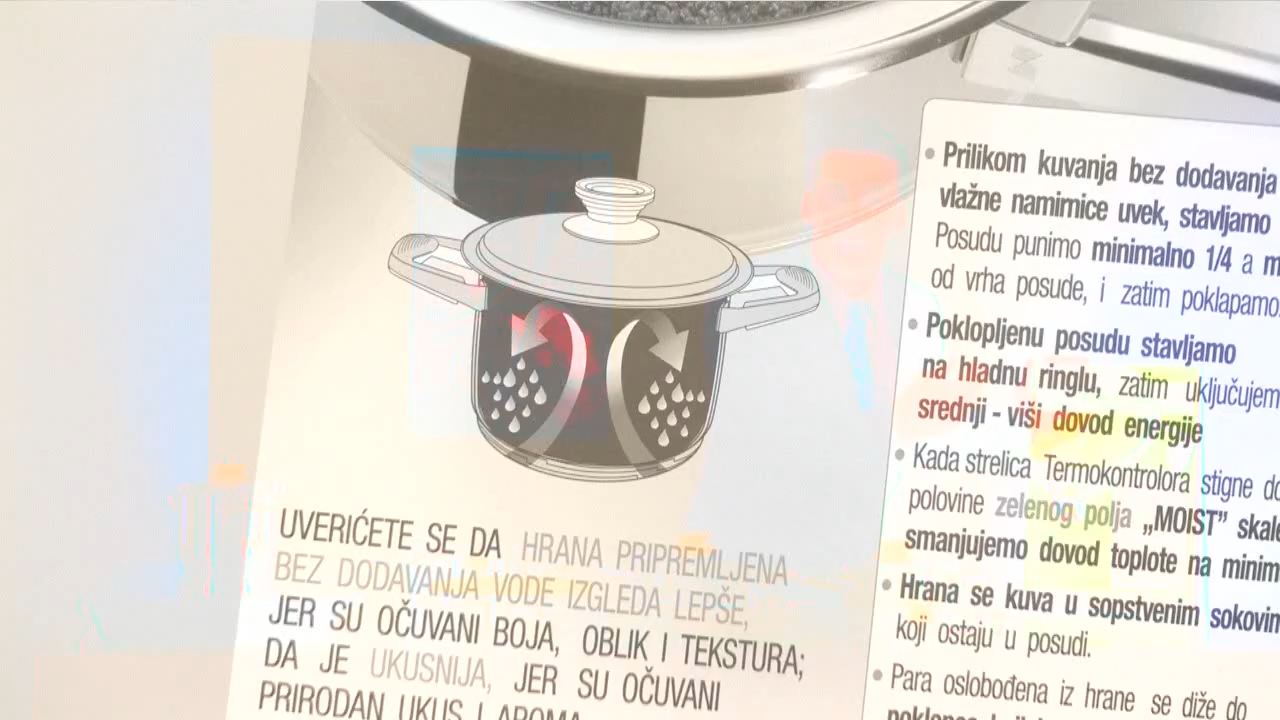 UVERIĆETE SE DA HRANA PRIPREMLJENA
BEZ DODAVANJA VODE IZGLEDA LEPŠE,
JER SU OČUVANI BOJA, OBLIK I TEKSTURA;
DA JE UKUSNIJA, JER SU OČUVANI
PRIRODAN UKUS I AROMA
• Prilikom kuvanja bez dodavanja
vlažne namirnice uvek, stavljamo
Posudu punimo minimalno 1/4 a
od vrha posude, i zatim poklapamo.
• Poklopljenu posudu stavljamo
na hladnu ringlu, zatim uključujem
srednji - viši dovod energije
• Kada strelica Termokontrolora stigne do
polovine zelenog polja „MOIST” skale
smanjujemo dovod toplote na minim
• Hrana se kuva u sopstvenim sokovim
koji ostaju u posudi.
• Para oslobođena iz hrane se diže do